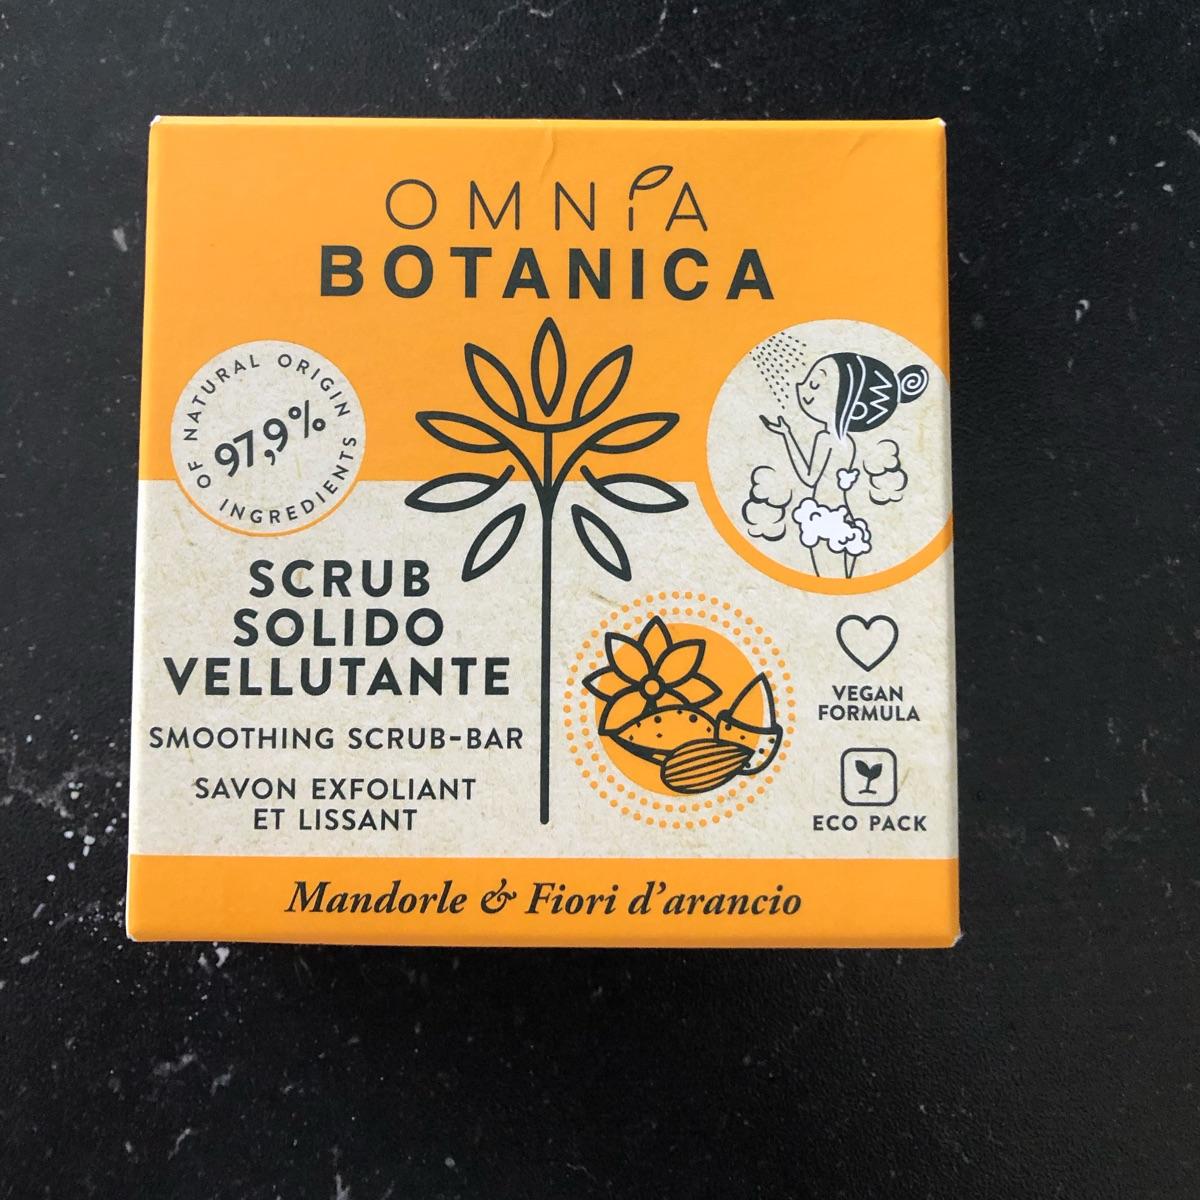 OMNIA
BOTANICA
97,9%
OF NATURAL ORIGIN INGREDIENTS
SCRUB
SOLIDO
VELLUTANTE
SMOOTHING SCRUB-BAR
SAVON EXFOLIANT
ET LISSANT
VEGAN
FORMULA
ECO PACK
Mandorle & Fiori d'arancio